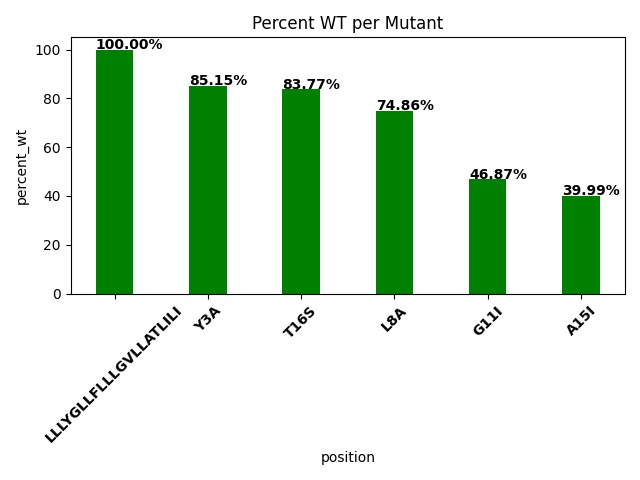 Percent WT per Mutant
percent_wt
100
80
60
40
20
0
100.00%
85.15%
83.77%
74.86%
46.87%
39.99%
LLLYGLLFLLLGVLLATLILI
Y3A
T16S
L8A
G11I
A15I
position